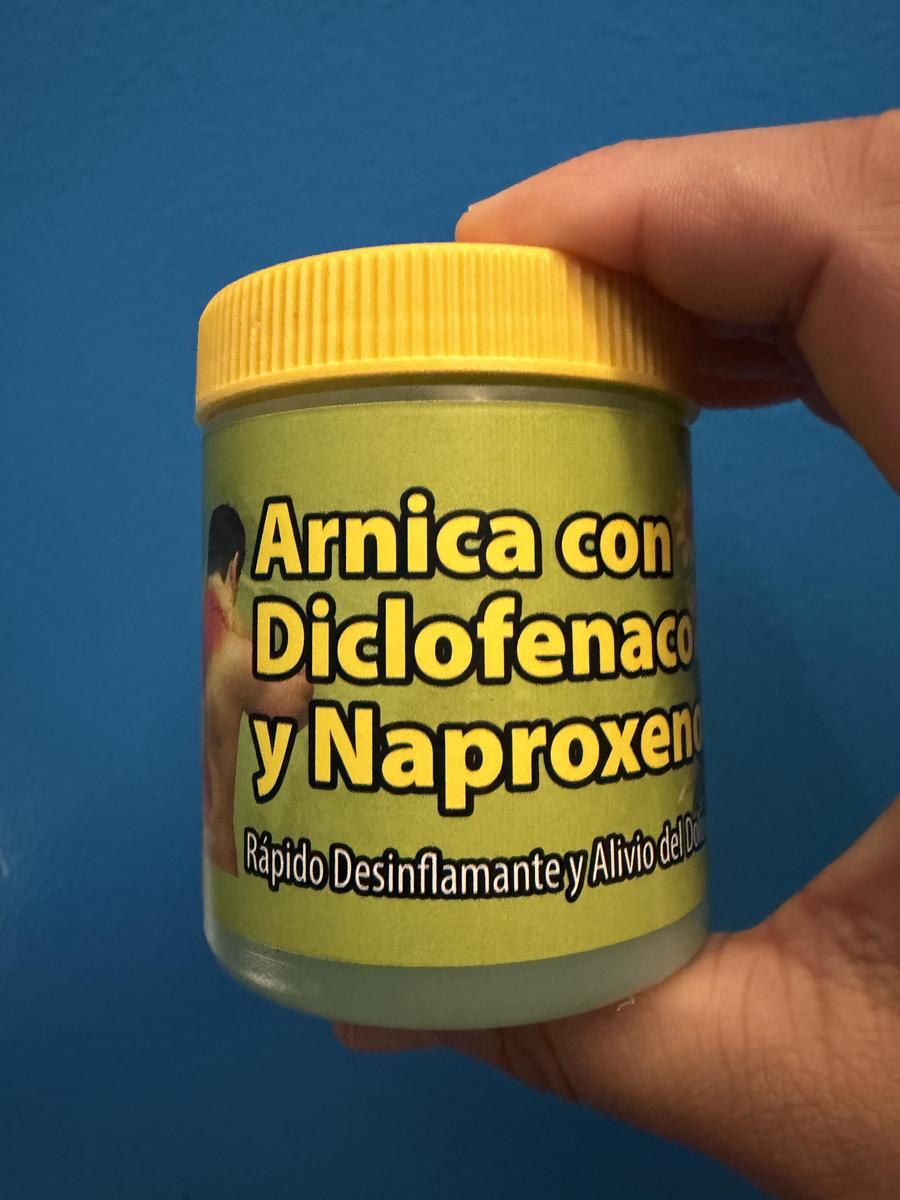 Arnica con
Diclofenaco
y Naproxeno
Rápido Desinflamante y Alivio del